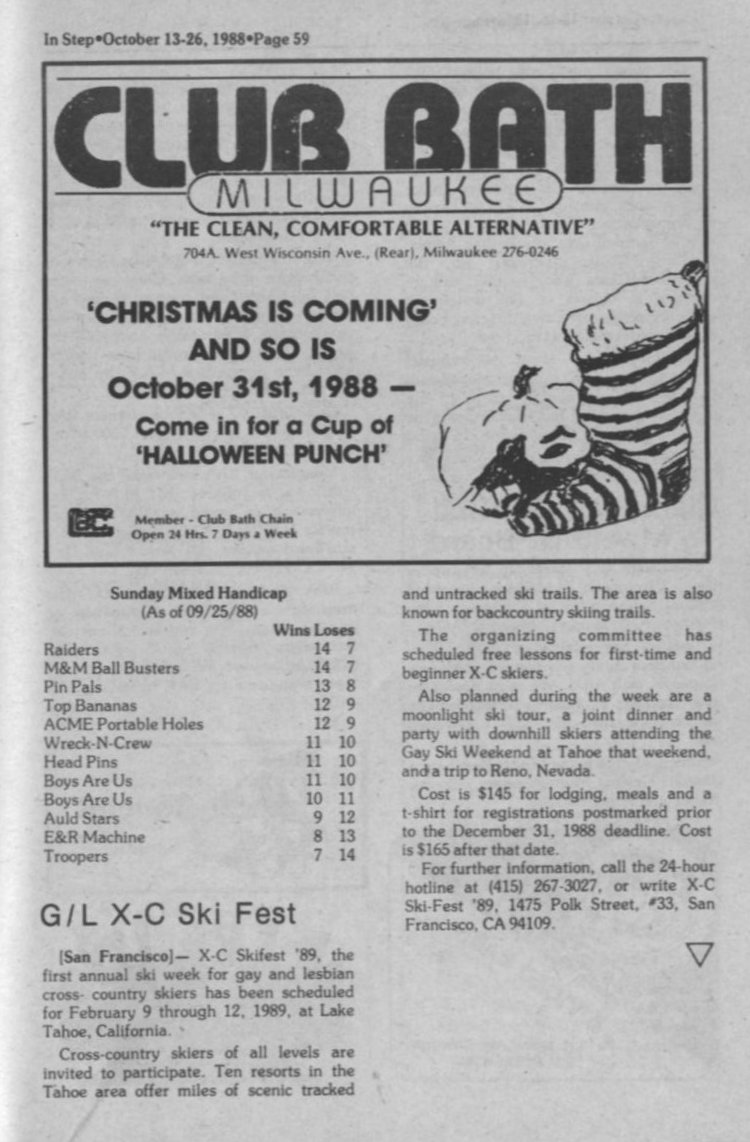 In Step•October 13-26, 1988•Page 59
CLUB BATH
MILWAUKEE
"THE CLEAN, COMFORTABLE ALTERNATIVE"
704A. West Wisconsin Ave., (Rear), Milwaukee 276-0246
'CHRISTMAS IS COMING'
AND SO IS
October 31st, 1988 —
Come in for a Cup of
'HALLOWEEN PUNCH'
CBC
Member - Club Bath Chain
Open 24 Hrs. 7 Days a Week
Sunday Mixed Handicap
(As of 09/25/88)
Wins Loses
Raiders 14 7
M&M Ball Busters 14 7
Pin Pals 13 8
Top Bananas 12 9
ACME Portable Holes 12 9
Wreck-N-Crew 11 10
Head Pins 11 10
Boys Are Us 11 10
Boys Are Us 10 11
Auld Stars 9 12
E&R Machine 8 13
Troopers 7 14
G/L X-C Ski Fest
[San Francisco]— X-C Skifest '89, the
first annual ski week for gay and lesbian
cross- country skiers has been scheduled
for February 9 through 12, 1989, at Lake
Tahoe, California.
Cross-country skiers of all levels are
invited to participate. Ten resorts in the
Tahoe area offer miles of scenic tracked
and untracked ski trails. The area is also
known for backcountry skiing trails.
The organizing committee has
scheduled free lessons for first-time and
beginner X-C skiers.
Also planned during the week are a
moonlight ski tour, a joint dinner and
party with downhill skiers attending the
Gay Ski Weekend at Tahoe that weekend,
and a trip to Reno, Nevada.
Cost is $145 for lodging, meals and a
t-shirt for registrations postmarked prior
to the December 31, 1988 deadline. Cost
is $165 after that date.
For further information, call the 24-hour
hotline at (415) 267-3027, or write X-C
Ski-Fest '89, 1475 Polk Street, #33, San
Francisco, CA 94109.